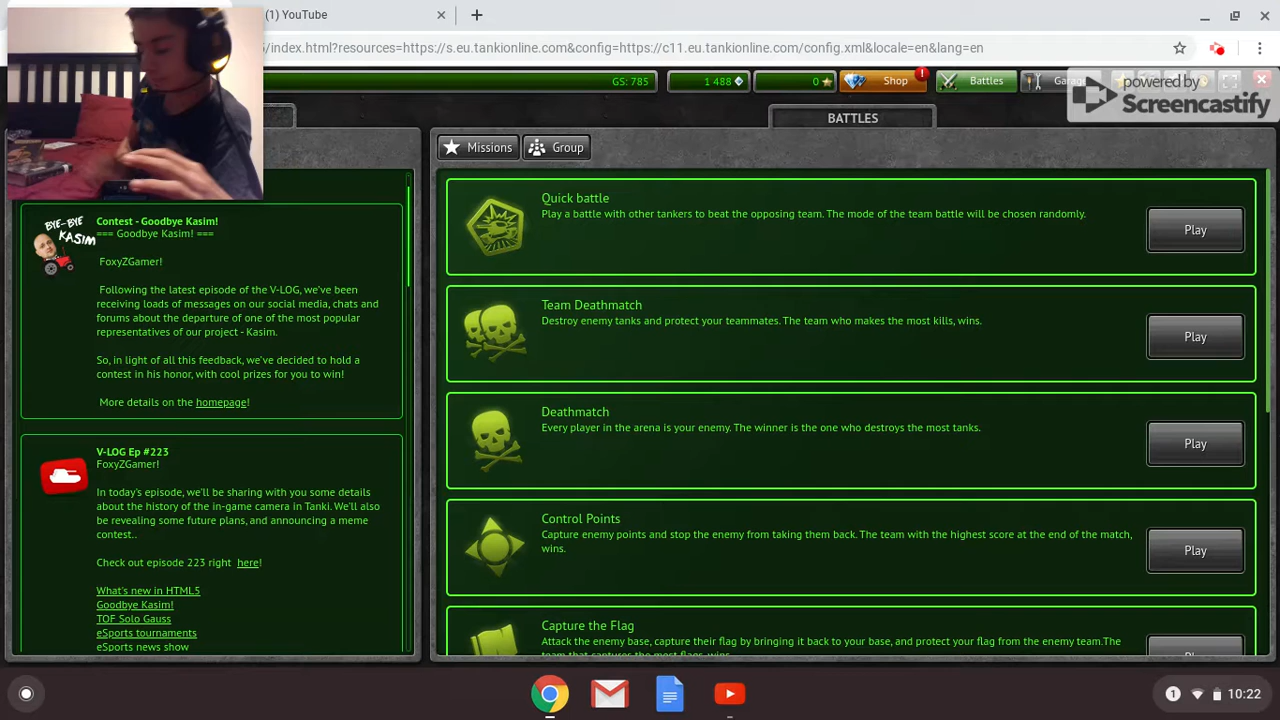 (1) YouTube
/index.html?resources=https://s.eu.tankionline.com&config=https://c11.eu.tankionline.com/config.xml&locale=en&lang=en
GS: 785
1 488
0
Shop
!
Battles
powered by
Screencastify
BATTLES
Missions
Group
BYE-BYE
KASIM
Contest - Goodbye Kasim!
=== Goodbye Kasim! ===
FoxyZGamer!
Following the latest episode of the V-LOG, we've been
receiving loads of messages on our social media, chats and
forums about the departure of one of the most popular
representatives of our project - Kasim.
So, in light of all this feedback, we've decided to hold a
contest in his honor, with cool prizes for you to win!
More details on the homepage!
V-LOG Ep #223
FoxyZGamer!
In today's episode, we'll be sharing with you some details
about the history of the in-game camera in Tanki. We'll also
be revealing some future plans, and announcing a meme
contest..
Check out episode 223 right here!
What's new in HTML5
Goodbye Kasim!
TOF Solo Gauss
eSports tournaments
eSports news show
Quick battle
Play a battle with other tankers to beat the opposing team. The mode of the team battle will be chosen randomly.
Play
Team Deathmatch
Destroy enemy tanks and protect your teammates. The team who makes the most kills, wins.
Play
Deathmatch
Every player in the arena is your enemy. The winner is the one who destroys the most tanks.
Play
Control Points
Capture enemy points and stop the enemy from taking them back. The team with the highest score at the end of the match,
wins.
Play
Capture the Flag
Attack the enemy base, capture their flag by bringing it back to your base, and protect your flag from the enemy team.The
team that captures the most flags, wins.
1
10:22